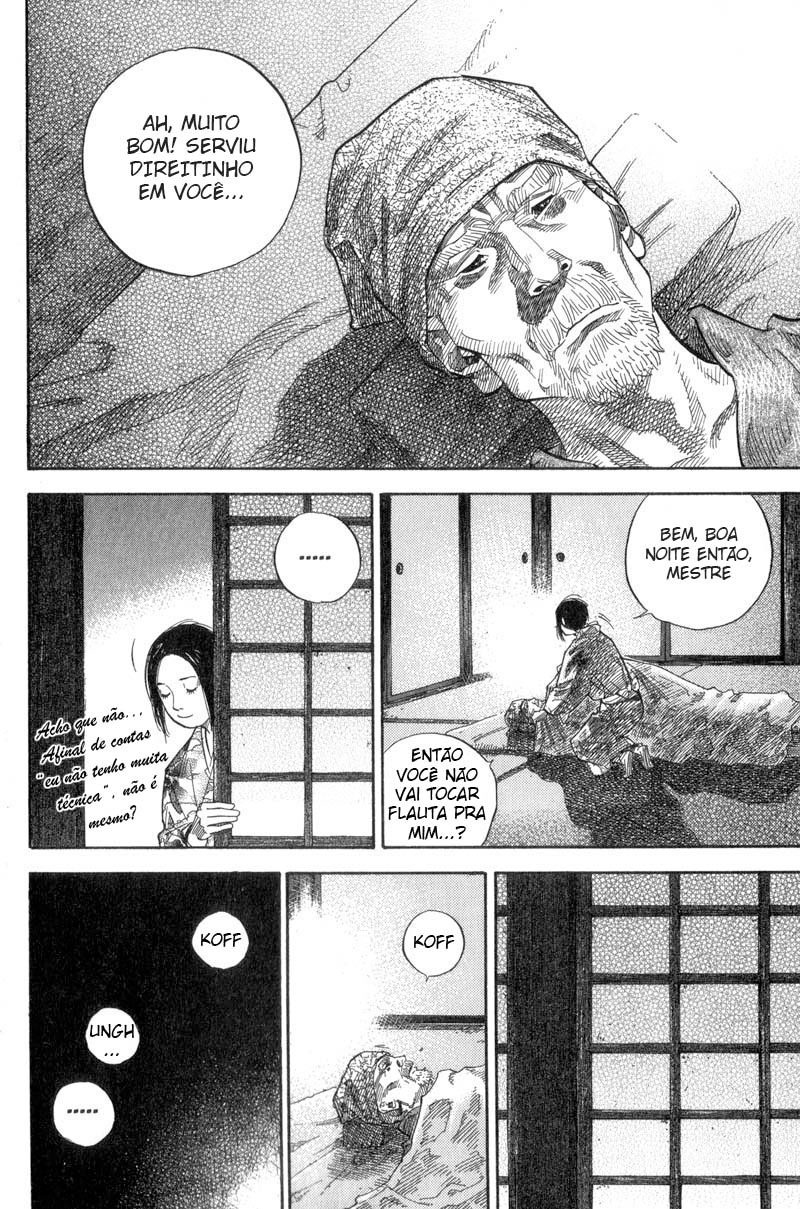 AH, MUITO
BOM! SERVIU
DIREITINHO
EM VOCÊ...
BEM, BOA
NOITE ENTÃO,
MESTRE
ENTÃO
VOCÊ NÃO
VAI TOCAR
FLAUTA PRA
MIM...?
.....
Acho que não...
Afinal de contas
"eu não tenho muita
técnica", não é
mesmo?
KOFF
KOFF
UNGH
...
.....